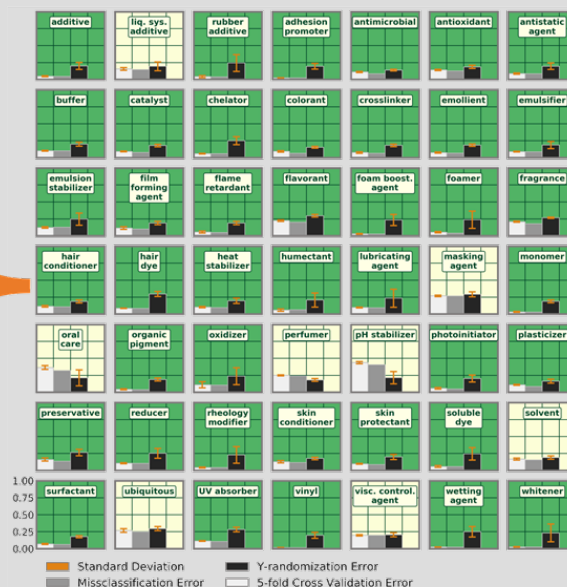 additive
liq. sys.
additive
rubber
additive
adhesion
promoter
antimicrobial
antioxidant
antistatic
agent
buffer
catalyst
chelator
colorant
crosslinker
emollient
emulsifier
emulsion
stabilizer
film
forming
agent
flame
retardant
flavorant
foam boost.
agent
foamer
fragrance
hair
conditioner
hair
dye
heat
stabilizer
humectant
lubricating
agent
masking
agent
monomer
oral
care
organic
pigment
oxidizer
perfumer
pH stabilizer
photoinitiator
plasticizer
preservative
reducer
rheology
modifier
skin
conditioner
skin
protectant
soluble
dye
solvent
1.00
0.75
0.50
0.25
0.00
surfactant
ubiquitous
UV absorber
vinyl
visc. control.
agent
wetting
agent
whitener
Standard Deviation
Y-randomization Error
Missclassification Error
5-fold Cross Validation Error